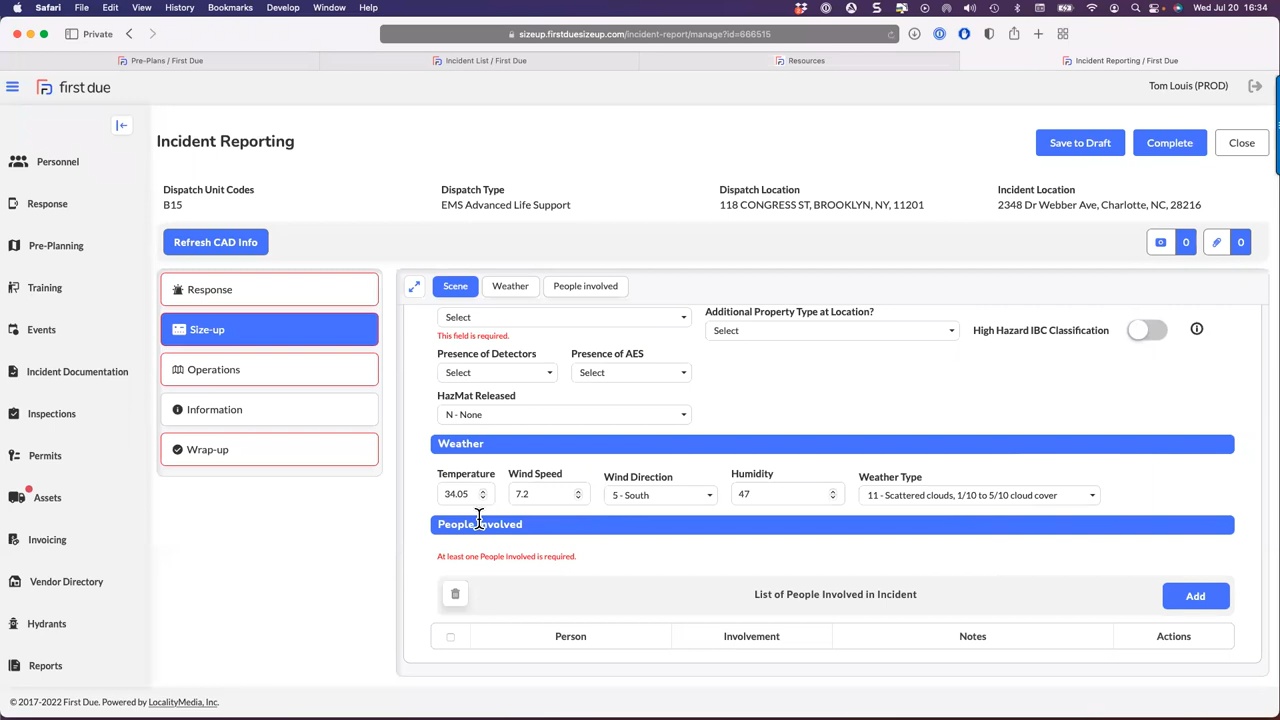 Safari File Edit View History Bookmarks Develop Window Help Wed Jul 20 16:34
Private sizeup.firstduesizeup.com/incident-report/manage?id=666515
Pre-Plans / First Due Incident List / First Due Resources Incident Reporting / First Due
first due Tom Louis (PROD)
Incident Reporting Save to Draft Complete Close
Dispatch Unit Codes Dispatch Type Dispatch Location Incident Location
B15 EMS Advanced Life Support 118 CONGRESS ST, BROOKLYN, NY, 11201 2348 Dr Webber Ave, Charlotte, NC, 28216
Refresh CAD Info 0 0
Personnel
Response
Pre-Planning
Training
Events
Incident Documentation
Inspections
Permits
Assets
Invoicing
Vendor Directory
Hydrants
Reports
Response
Size-up
Operations
Information
Wrap-up
Scene Weather People involved
Select
This field is required.
Additional Property Type at Location?
Select
High Hazard IBC Classification
Presence of Detectors Presence of AES
Select Select
HazMat Released
N - None
Weather
Temperature Wind Speed Wind Direction Humidity Weather Type
34.05 7.2 5 - South 47 11 - Scattered clouds, 1/10 to 5/10 cloud cover
People Involved
At least one People Involved is required.
List of People Involved in Incident Add
Person Involvement Notes Actions
© 2017-2022 First Due. Powered by LocalityMedia, Inc.